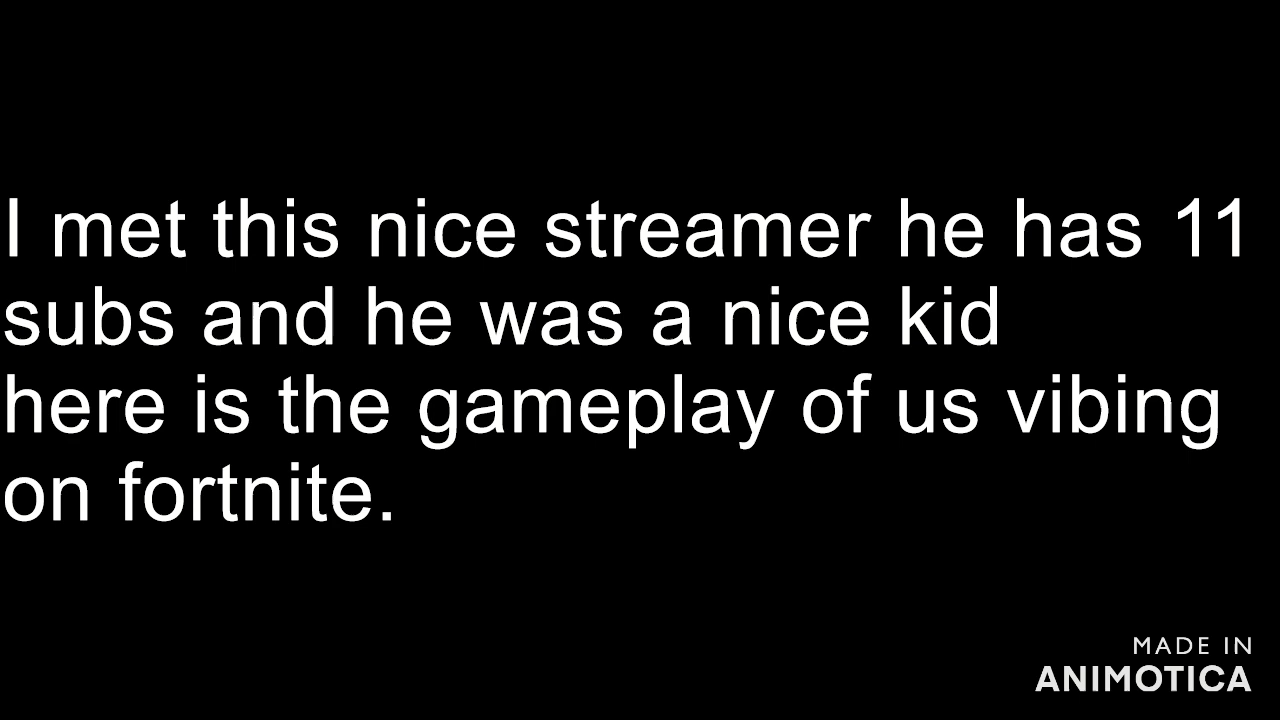 I met this nice streamer he has 11
subs and he was a nice kid
here is the gameplay of us vibing
on fortnite.
MADE IN
ANIMOTICA